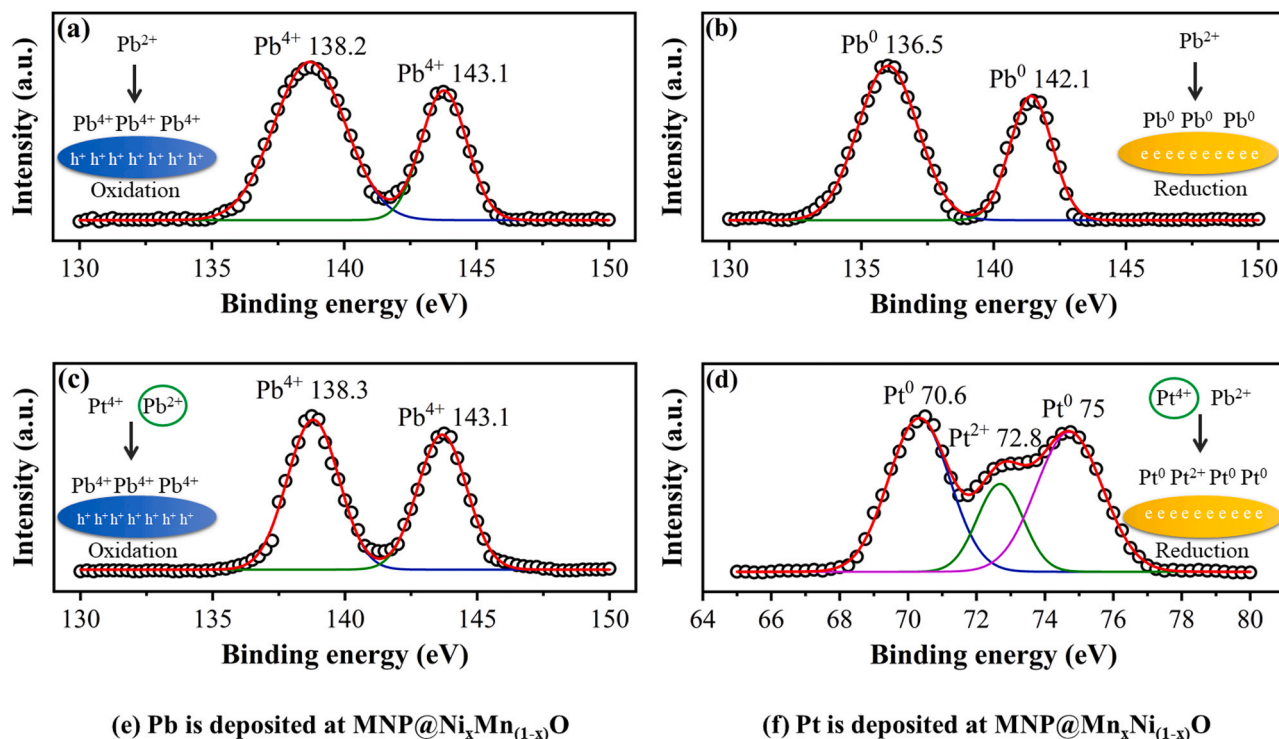 (a)
Pb²⁺
Pb⁴⁺ Pb⁴⁺ Pb⁴⁺
h⁺ h⁺ h⁺ h⁺ h⁺ h⁺ h⁺
Oxidation
Pb⁴⁺ 138.2
Pb⁴⁺ 143.1
Intensity (a.u.)
130 135 140 145 150
Binding energy (eV)
(b)
Pb⁰ 136.5
Pb⁰ 142.1
Pb²⁺
Pb⁰ Pb⁰ Pb⁰
e e e e e e e e e e
Reduction
Intensity (a.u.)
130 135 140 145 150
Binding energy (eV)
(c)
Pt⁴⁺ Pb²⁺
Pb⁴⁺ Pb⁴⁺ Pb⁴⁺
h⁺ h⁺ h⁺ h⁺ h⁺ h⁺ h⁺
Oxidation
Pb⁴⁺ 138.3
Pb⁴⁺ 143.1
Intensity (a.u.)
130 135 140 145 150
Binding energy (eV)
(d)
Pt⁰ 70.6
Pt²⁺ 72.8
Pt⁰ 75
Pt⁴⁺ Pb²⁺
Pt⁰ Pt²⁺ Pt⁰ Pt⁰
e e e e e e e e e e
Reduction
Intensity (a.u.)
64 66 68 70 72 74 76 78 80
Binding energy (eV)
(e) Pb is deposited at MNP@NiₓMn₍₁₋ₓ₎O
(f) Pt is deposited at MNP@MnₓNi₍₁₋ₓ₎O